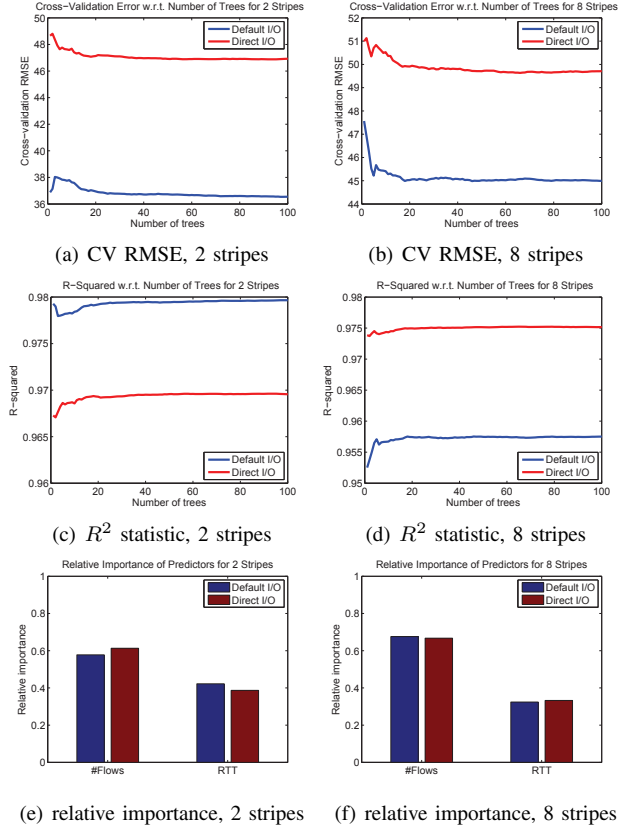 Cross-Validation Error w.r.t. Number of Trees for 2 Stripes
50
48
46
44
42
40
38
36
0
20
40
60
80
100
Cross-validation RMSE
Number of trees
Default I/O
Direct I/O
(a) CV RMSE, 2 stripes
Cross-Validation Error w.r.t. Number of Trees for 8 Stripes
52
51
50
49
48
47
46
45
44
0
20
40
60
80
100
Cross-validation RMSE
Number of trees
Default I/O
Direct I/O
(b) CV RMSE, 8 stripes
R-Squared w.r.t. Number of Trees for 2 Stripes
0.98
0.975
0.97
0.965
0.96
0
20
40
60
80
100
R-squared
Number of trees
Default I/O
Direct I/O
(c) R² statistic, 2 stripes
R-Squared w.r.t. Number of Trees for 8 Stripes
0.98
0.975
0.97
0.965
0.96
0.955
0.95
0
20
40
60
80
100
R-squared
Number of trees
Default I/O
Direct I/O
(d) R² statistic, 8 stripes
Relative Importance of Predictors for 2 Stripes
1
0.8
0.6
0.4
0.2
0
#Flows
RTT
Relative importance
Default I/O
Direct I/O
(e) relative importance, 2 stripes
Relative Importance of Predictors for 8 Stripes
1
0.8
0.6
0.4
0.2
0
#Flows
RTT
Relative importance
Default I/O
Direct I/O
(f) relative importance, 8 stripes